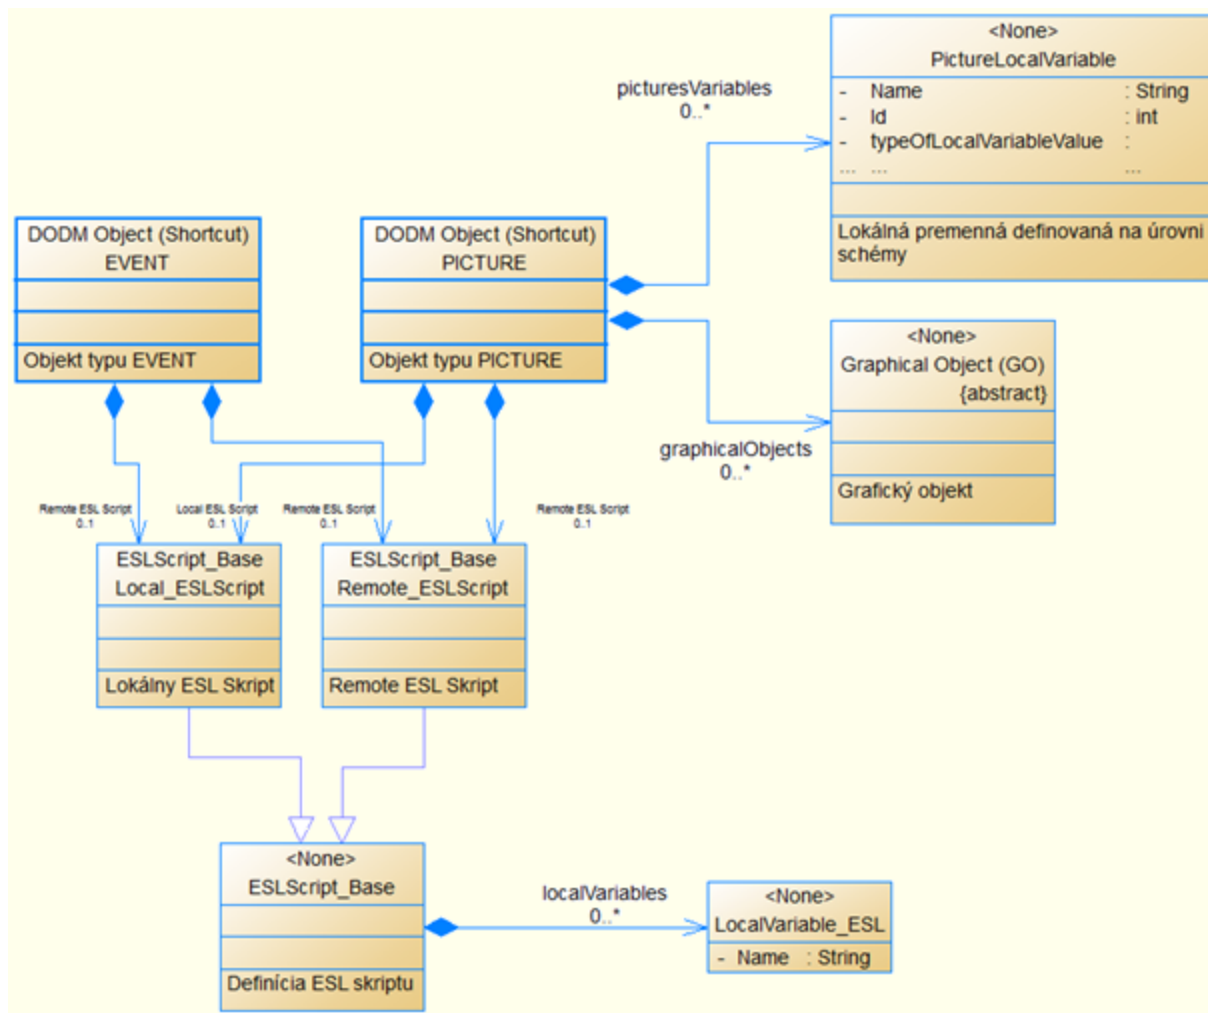 <None>
PictureLocalVariable
- Name : String
- Id : int
- typeOfLocalVariableValue :
... ... ...
Lokálná premenná definovaná na úrovni
schémy
picturesVariables
0..*
DODM Object (Shortcut)
EVENT
Objekt typu EVENT
DODM Object (Shortcut)
PICTURE
Objekt typu PICTURE
<None>
Graphical Object (GO)
{abstract}
Grafický objekt
graphicalObjects
0..*
Remote ESL Script
0..1
Local ESL Script
0..1
Remote ESL Script
0..1
Remote ESL Script
0..1
ESLScript_Base
Local_ESLScript
Lokálny ESL Skript
ESLScript_Base
Remote_ESLScript
Remote ESL Skript
<None>
ESLScript_Base
Definícia ESL skriptu
localVariables
0..*
<None>
LocalVariable_ESL
- Name : String